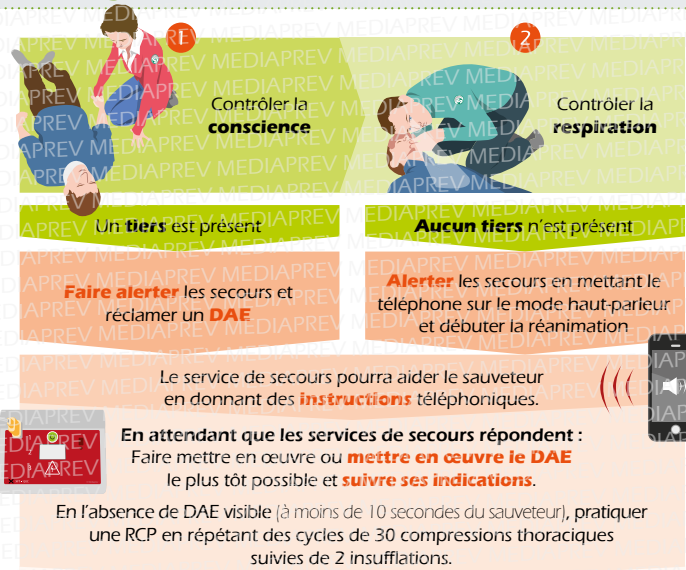 1
2
Contrôler la
conscience
Contrôler la
respiration
Un tiers est présent
Aucun tiers n'est présent
Faire alerter les secours et
réclamer un DAE
Alerter les secours en mettant le
téléphone sur le mode haut-parleur
et débuter la réanimation
Le service de secours pourra aider le sauveteur
en donnant des instructions téléphoniques.
En attendant que les services de secours répondent :
Faire mettre en œuvre ou mettre en œuvre le DAE
le plus tôt possible et suivre ses indications.
En l'absence de DAE visible (à moins de 10 secondes du sauveteur), pratiquer
une RCP en répétant des cycles de 30 compressions thoraciques
suivies de 2 insufflations.
MEDIAPREV